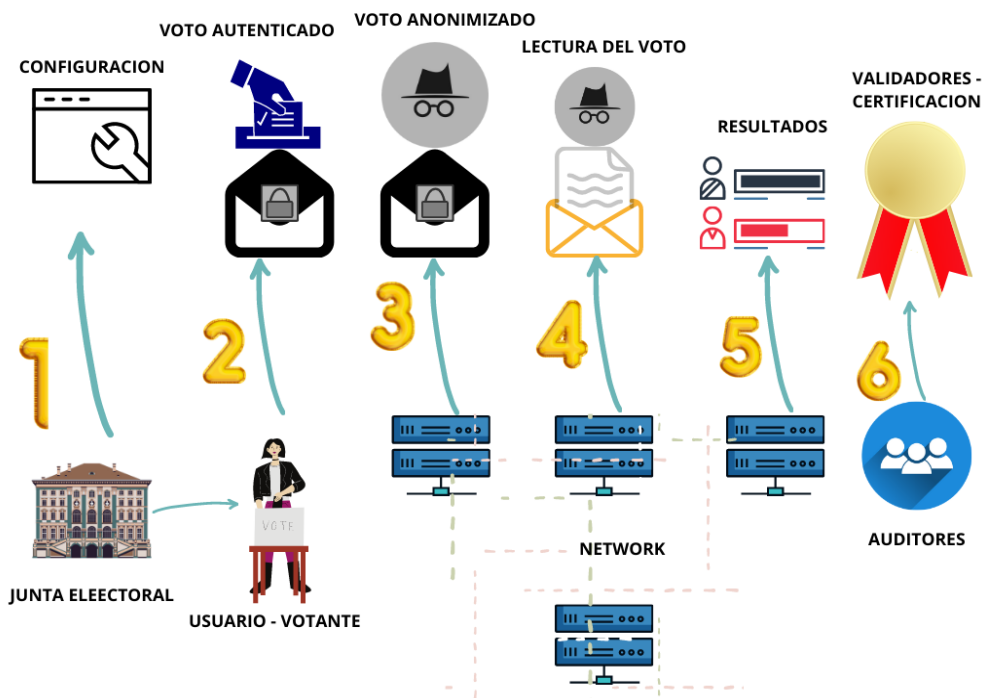 VOTO ANONIMIZADO
VOTO AUTENTICADO
LECTURA DEL VOTO
CONFIGURACION
VALIDADORES -
CERTIFICACION
RESULTADOS
1
2
3
4
5
6
VOTE
NETWORK
AUDITORES
JUNTA ELEECTORAL
USUARIO - VOTANTE